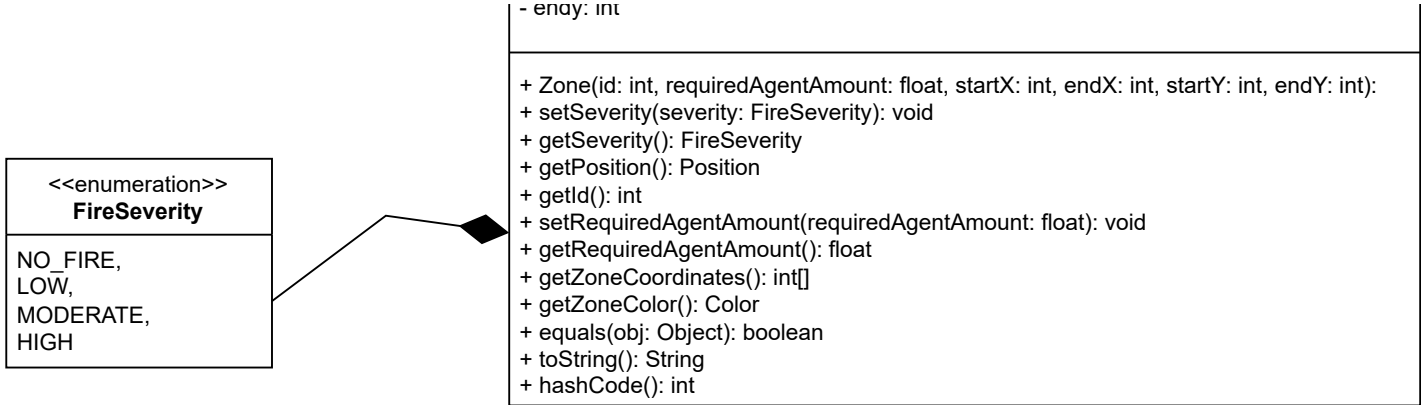 - endy: int
+ Zone(id: int, requiredAgentAmount: float, startX: int, endX: int, startY: int, endY: int):
+ setSeverity(severity: FireSeverity): void
+ getSeverity(): FireSeverity
+ getPosition(): Position
+ getId(): int
+ setRequiredAgentAmount(requiredAgentAmount: float): void
+ getRequiredAgentAmount(): float
+ getZoneCoordinates(): int[]
+ getZoneColor(): Color
+ equals(obj: Object): boolean
+ toString(): String
+ hashCode(): int
<<enumeration>>
FireSeverity
NO_FIRE,
LOW,
MODERATE,
HIGH